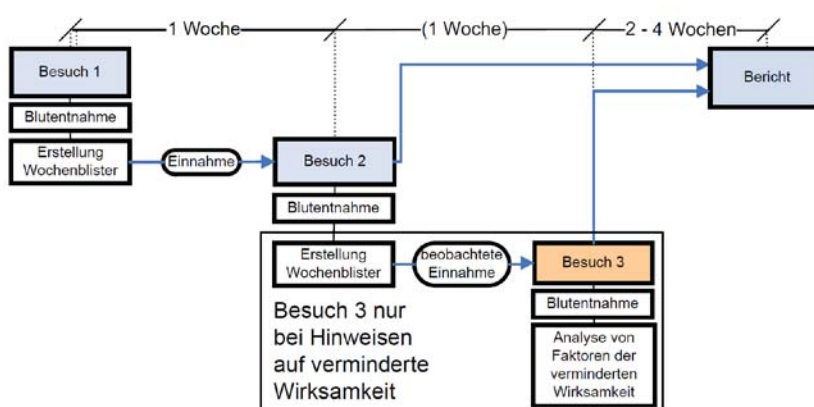 1 Woche
(1 Woche)
2 - 4 Wochen
Besuch 1
Bericht
Blutentnahme
Erstellung
Wochenblister
Einnahme
Besuch 2
Blutentnahme
Erstellung
Wochenblister
beobachtete
Einnahme
Besuch 3
Besuch 3 nur
bei Hinweisen
auf verminderte
Wirksamkeit
Blutentnahme
Analyse von
Faktoren der
verminderten
Wirksamkeit